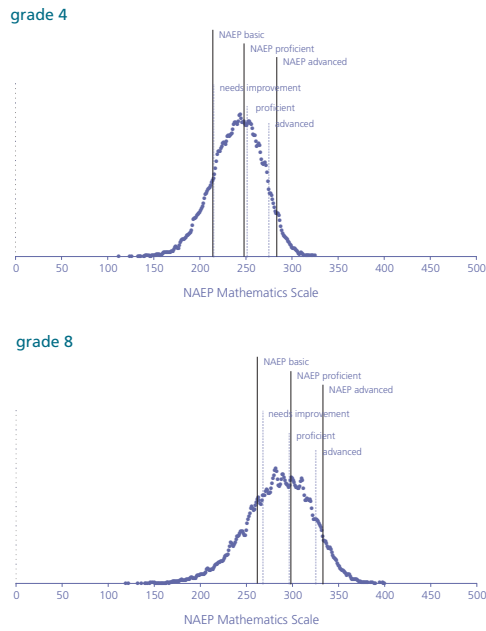 grade 4
NAEP basic
NAEP proficient
NAEP advanced
needs improvement
proficient
advanced
0 50 100 150 200 250 300 350 400 450 500
NAEP Mathematics Scale
grade 8
NAEP basic
NAEP proficient
NAEP advanced
needs improvement
proficient
advanced
0 50 100 150 200 250 300 350 400 450 500
NAEP Mathematics Scale